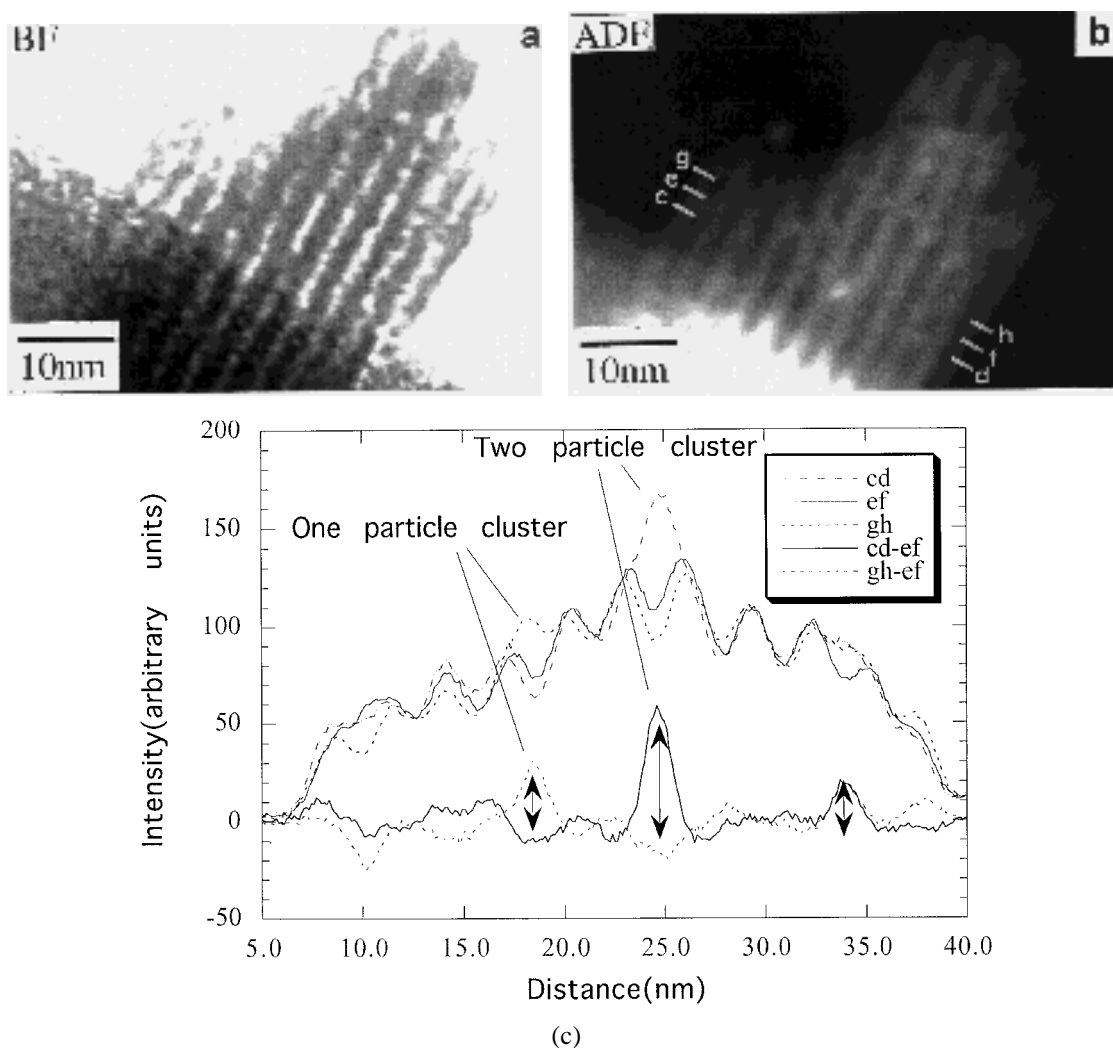 BF
a
ADF
b
g
e
c
h
f
d
10nm
10nm
200
150
100
50
0
-50
Intensity(arbitrary units)
Two particle cluster
One particle cluster
cd
ef
gh
cd-ef
gh-ef
5.0 10.0 15.0 20.0 25.0 30.0 35.0 40.0
Distance(nm)
(c)